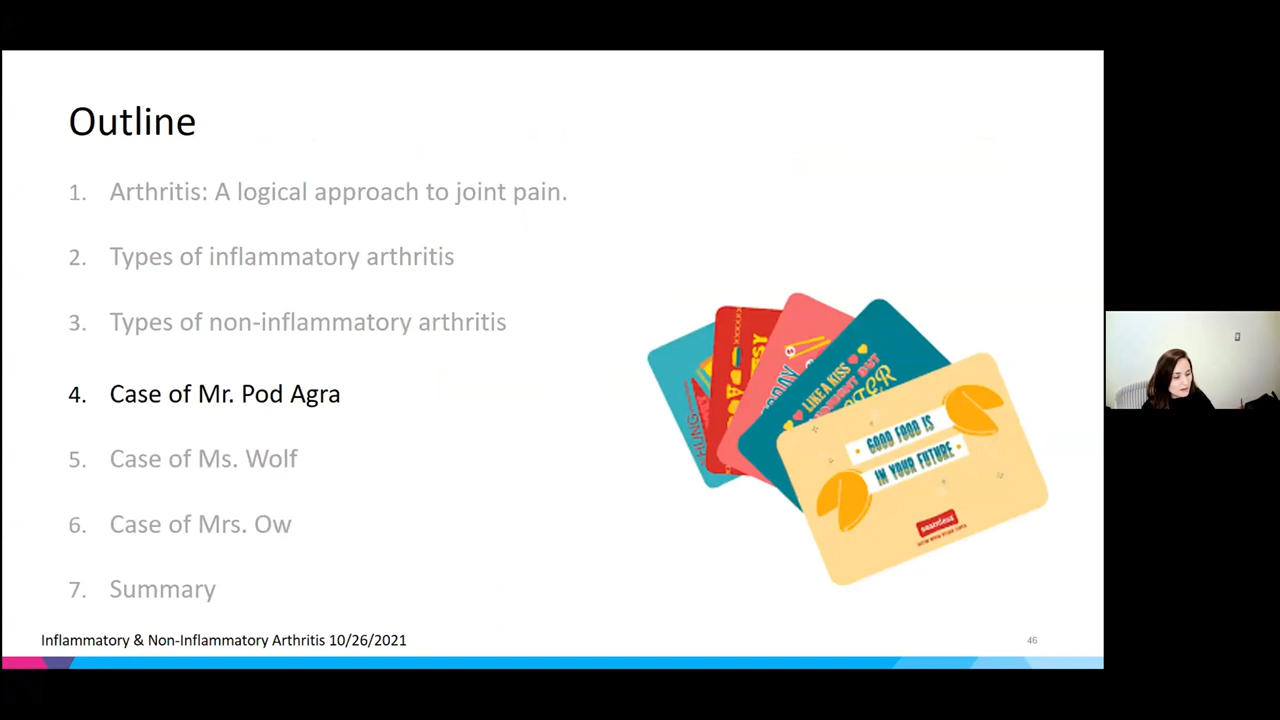 Outline
1. Arthritis: A logical approach to joint pain.
2. Types of inflammatory arthritis
3. Types of non-inflammatory arthritis
4. Case of Mr. Pod Agra
5. Case of Ms. Wolf
6. Case of Mrs. Ow
7. Summary
LIKE A KISS
GOOD FOOD IS
IN YOUR FUTURE
seamless
Inflammatory & Non-Inflammatory Arthritis 10/26/2021
46